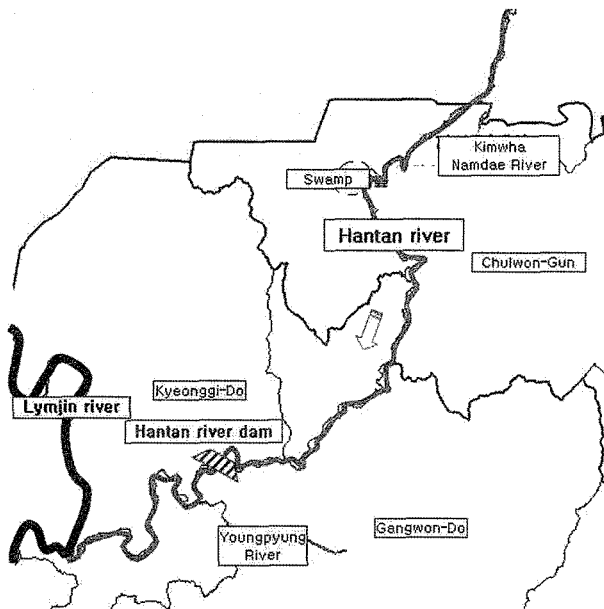 Kimwha
Namdae River
Swamp
Hantan river
Chulwon-Gun
Kyeonggi-Do
Lymjin river
Hantan river dam
Youngpyung
River
Gangwon-Do